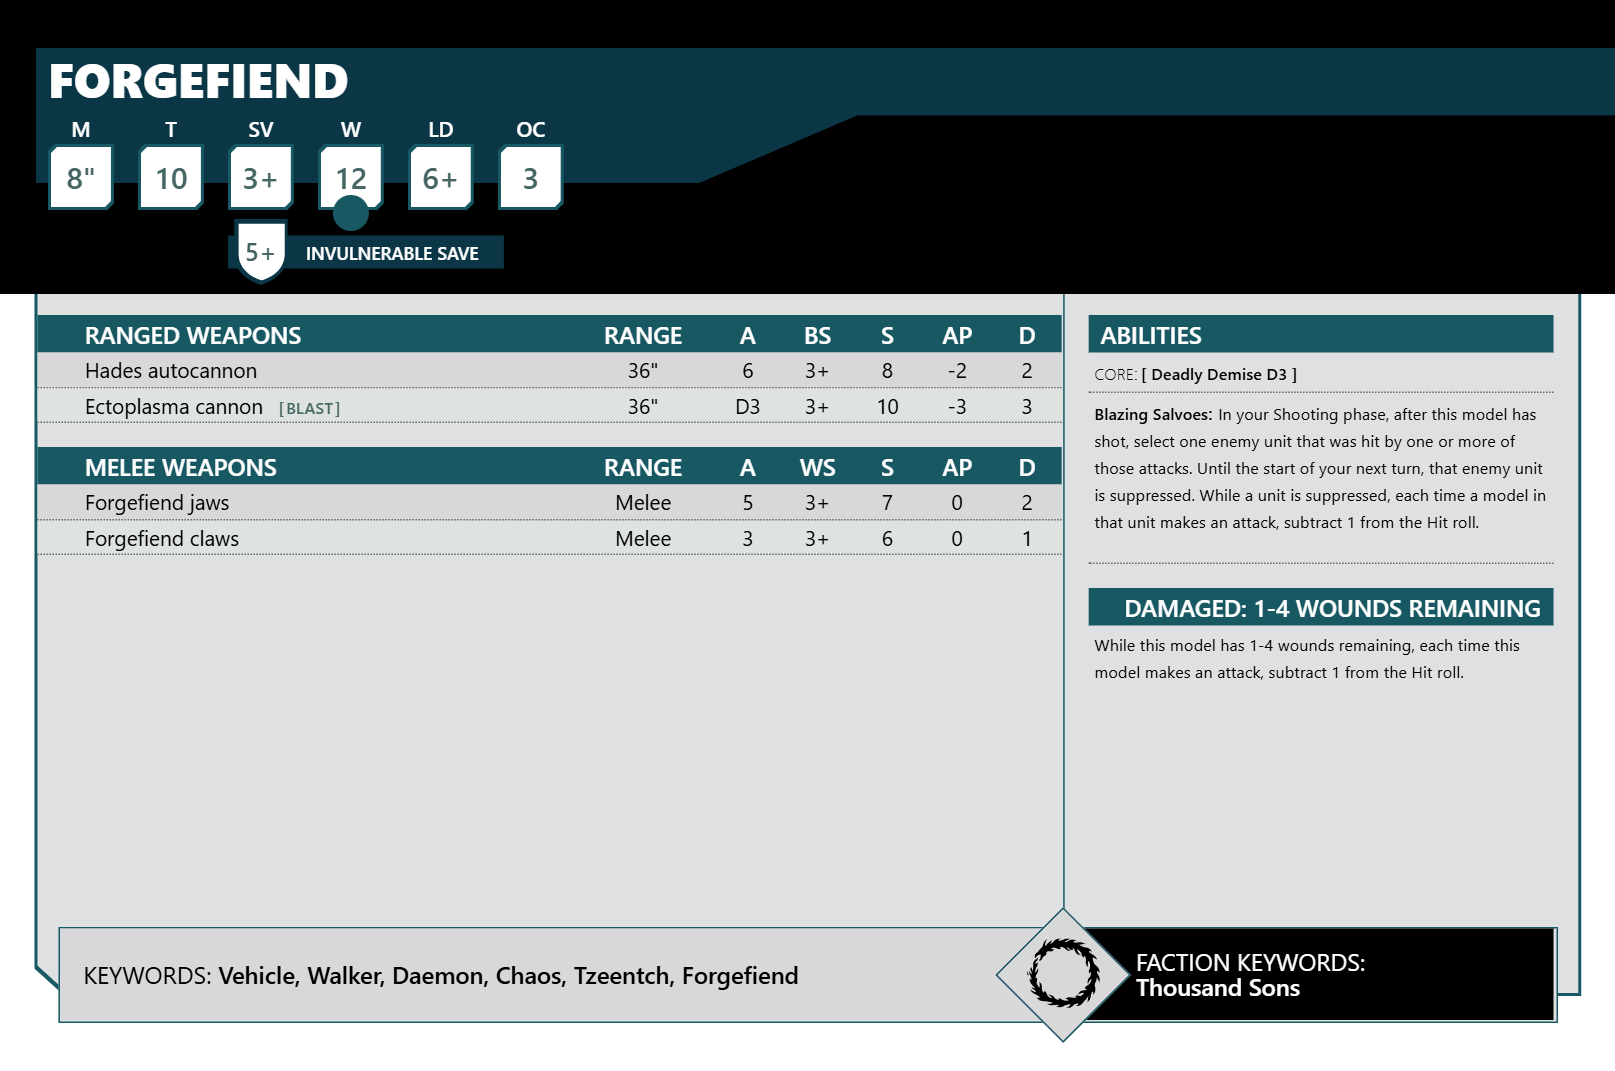 FORGEFIEND
M T SV W LD OC
8" 10 3+ 12 6+ 3
5+ INVULNERABLE SAVE
RANGED WEAPONS RANGE A BS S AP D
Hades autocannon 36" 6 3+ 8 -2 2
Ectoplasma cannon [BLAST] 36" D3 3+ 10 -3 3
MELEE WEAPONS RANGE A WS S AP D
Forgefiend jaws Melee 5 3+ 7 0 2
Forgefiend claws Melee 3 3+ 6 0 1
ABILITIES
CORE: [ Deadly Demise D3 ]
Blazing Salvoes: In your Shooting phase, after this model has
shot, select one enemy unit that was hit by one or more of
those attacks. Until the start of your next turn, that enemy unit
is suppressed. While a unit is suppressed, each time a model in
that unit makes an attack, subtract 1 from the Hit roll.
DAMAGED: 1-4 WOUNDS REMAINING
While this model has 1-4 wounds remaining, each time this
model makes an attack, subtract 1 from the Hit roll.
KEYWORDS: Vehicle, Walker, Daemon, Chaos, Tzeentch, Forgefiend
FACTION KEYWORDS:
Thousand Sons